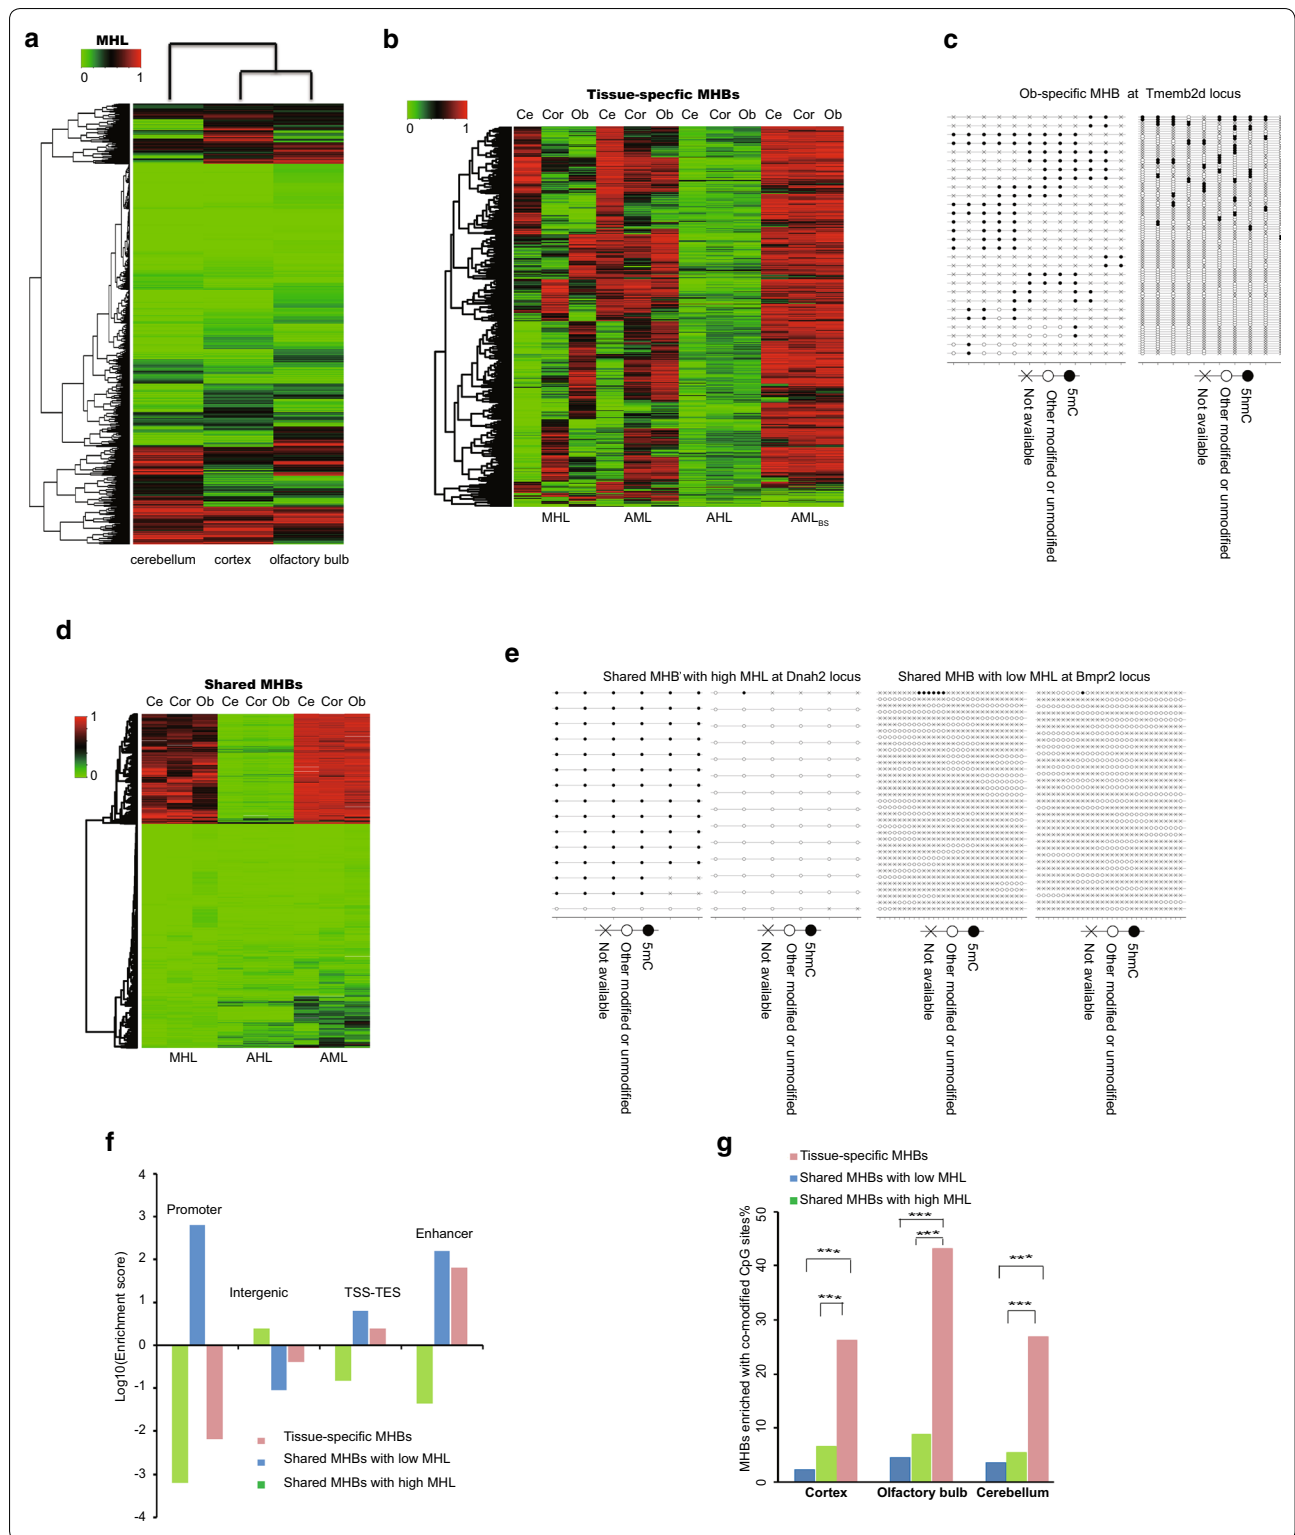 a
MHL
0 1
cerebellum cortex olfactory bulb
b
Tissue-specfic MHBs
0 1
Ce Cor Ob Ce Cor Ob Ce Cor Ob Ce Cor Ob
MHL AML AHL AML_BS
c
Ob-specific MHB at Tmemb2d locus
5mC
Other modified or unmodified
Not available
5hmC
Other modified or unmodified
Not available
d
Shared MHBs
Ce Cor Ob Ce Cor Ob Ce Cor Ob
1
0
MHL AHL AML
e
Shared MHB with high MHL at Dnah2 locus
Shared MHB with low MHL at Bmpr2 locus
5mC
Other modified or unmodified
Not available
5hmC
Other modified or unmodified
Not available
5mC
Other modified or unmodified
Not available
5hmC
Other modified or unmodified
Not available
f
Log10(Enrichment score)
4
3
2
1
0
-1
-2
-3
-4
Promoter
Intergenic
TSS-TES
Enhancer
Tissue-specific MHBs
Shared MHBs with low MHL
Shared MHBs with high MHL
g
Tissue-specific MHBs
Shared MHBs with low MHL
Shared MHBs with high MHL
MHBs enriched with co-modified CpG sites%
50
40
30
20
10
0
*** ***
*** ***
*** ***
Cortex Olfactory bulb Cerebellum